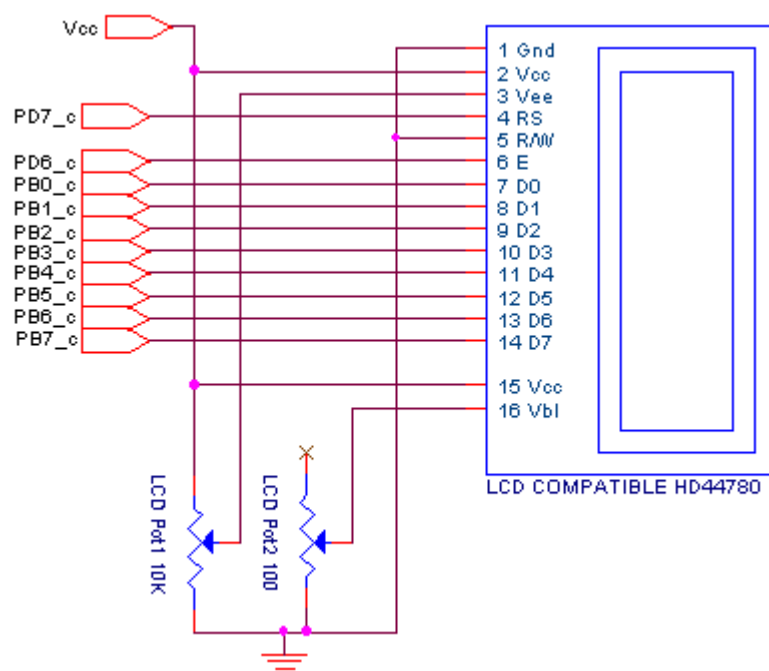 Vcc
PD7_c
PD6_c
PB0_c
PB1_c
PB2_c
PB3_c
PB4_c
PB5_c
PB6_c
PB7_c
1 Gnd
2 Vcc
3 Vee
4 RS
5 R/W
6 E
7 D0
8 D1
9 D2
10 D3
11 D4
12 D5
13 D6
14 D7
15 Vcc
16 Vbl
LCD COMPATIBLE HD44780
LCD Pot1 10K
LCD Pot2 100